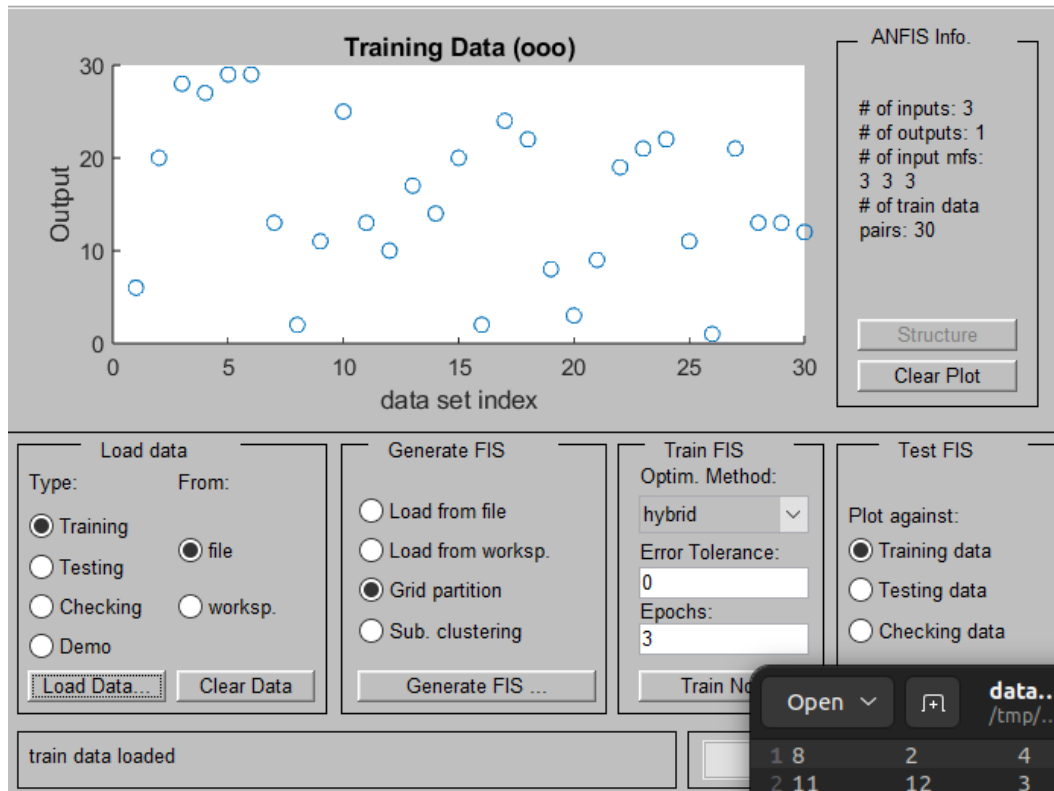 Training Data (ooo)
30
20
10
0
Output
0 5 10 15 20 25 30
data set index
ANFIS Info.
# of inputs: 3
# of outputs: 1
# of input mfs:
3 3 3
# of train data
pairs: 30
Structure
Clear Plot
Load data
Type: From:
Training
file
Testing
Checking
worksp.
Demo
Load Data... Clear Data
Generate FIS
Load from file
Load from worksp.
Grid partition
Sub. clustering
Generate FIS ...
Train FIS
Optim. Method:
hybrid
Error Tolerance:
0
Epochs:
3
Train No
Test FIS
Plot against:
Training data
Testing data
Checking data
train data loaded
Open
data...
/tmp/...
1 8 2 4
2 11 12 3